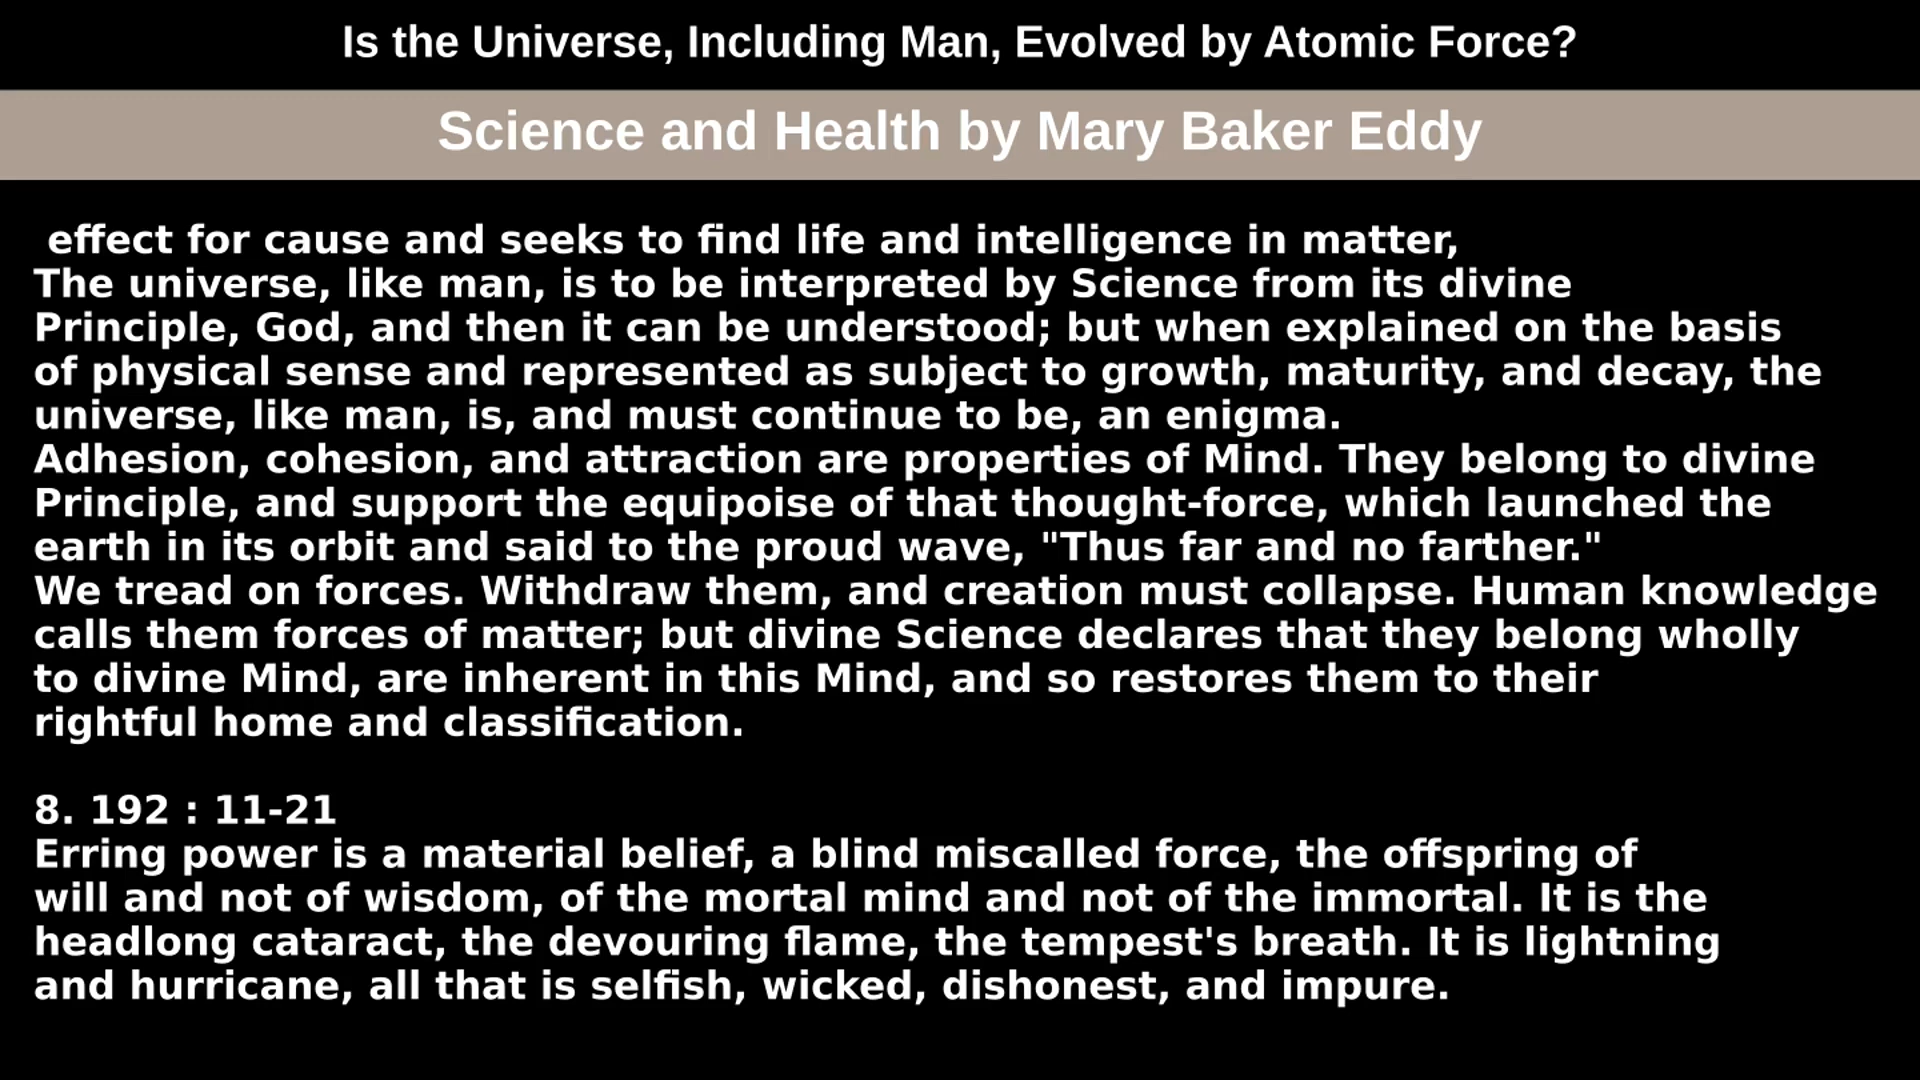 Is the Universe, Including Man, Evolved by Atomic Force?
Science and Health by Mary Baker Eddy
effect for cause and seeks to find life and intelligence in matter,
The universe, like man, is to be interpreted by Science from its divine
Principle, God, and then it can be understood; but when explained on the basis
of physical sense and represented as subject to growth, maturity, and decay, the
universe, like man, is, and must continue to be, an enigma.
Adhesion, cohesion, and attraction are properties of Mind. They belong to divine
Principle, and support the equipoise of that thought-force, which launched the
earth in its orbit and said to the proud wave, "Thus far and no farther."
We tread on forces. Withdraw them, and creation must collapse. Human knowledge
calls them forces of matter; but divine Science declares that they belong wholly
to divine Mind, are inherent in this Mind, and so restores them to their
rightful home and classification.
8. 192 : 11-21
Erring power is a material belief, a blind miscalled force, the offspring of
will and not of wisdom, of the mortal mind and not of the immortal. It is the
headlong cataract, the devouring flame, the tempest's breath. It is lightning
and hurricane, all that is selfish, wicked, dishonest, and impure.